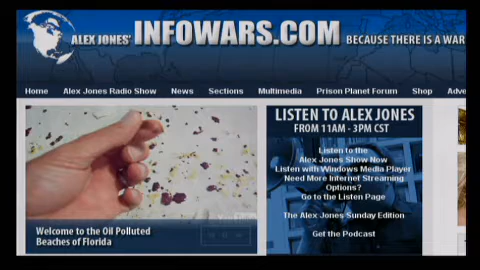 ALEX JONES' INFOWARS.COM BECAUSE THERE IS A WAR
Home Alex Jones Radio Show News Sections Multimedia Prison Planet Forum Shop Adve
LISTEN TO ALEX JONES
FROM 11AM - 3PM CST
Listen to the
Alex Jones Show Now
Listen with Windows Media Player
Need More Internet Streaming
Options?
Go to the Listen Page
The Alex Jones Sunday Edition
Get the Podcast
Welcome to the Oil Polluted
Beaches of Florida